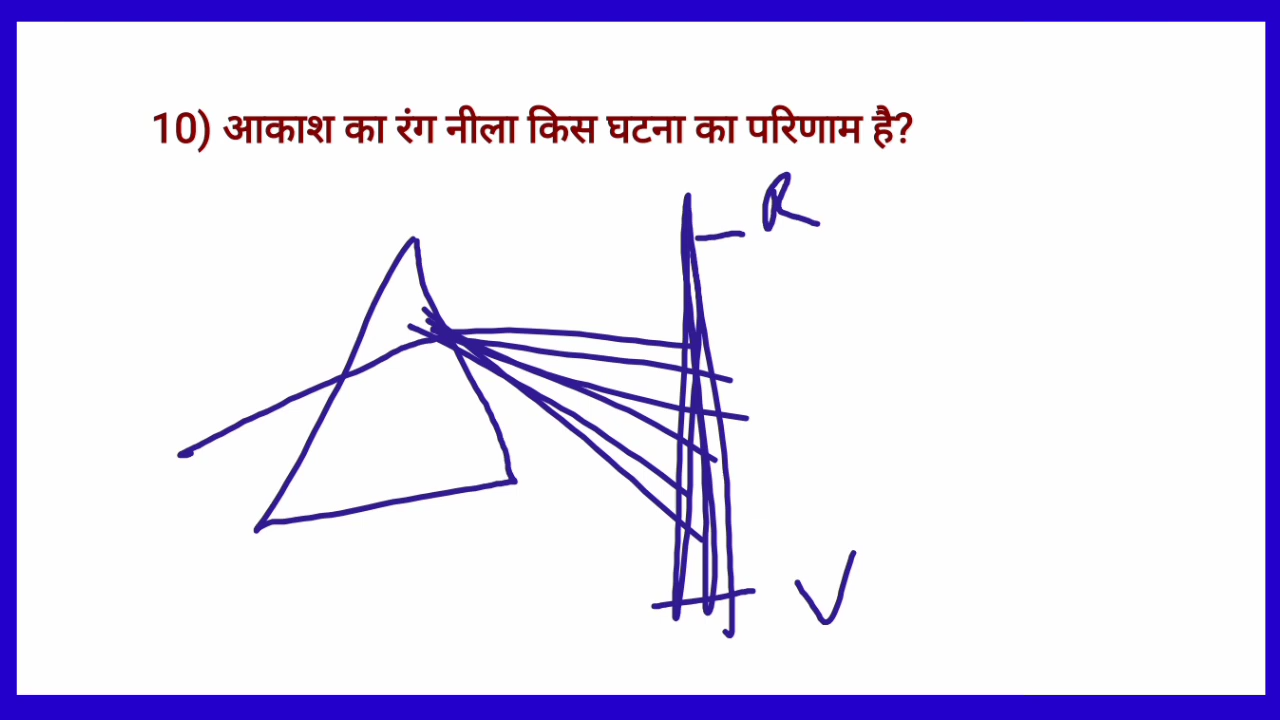 10) आकाश का रंग नीला किस घटना का परिणाम है?
R
V